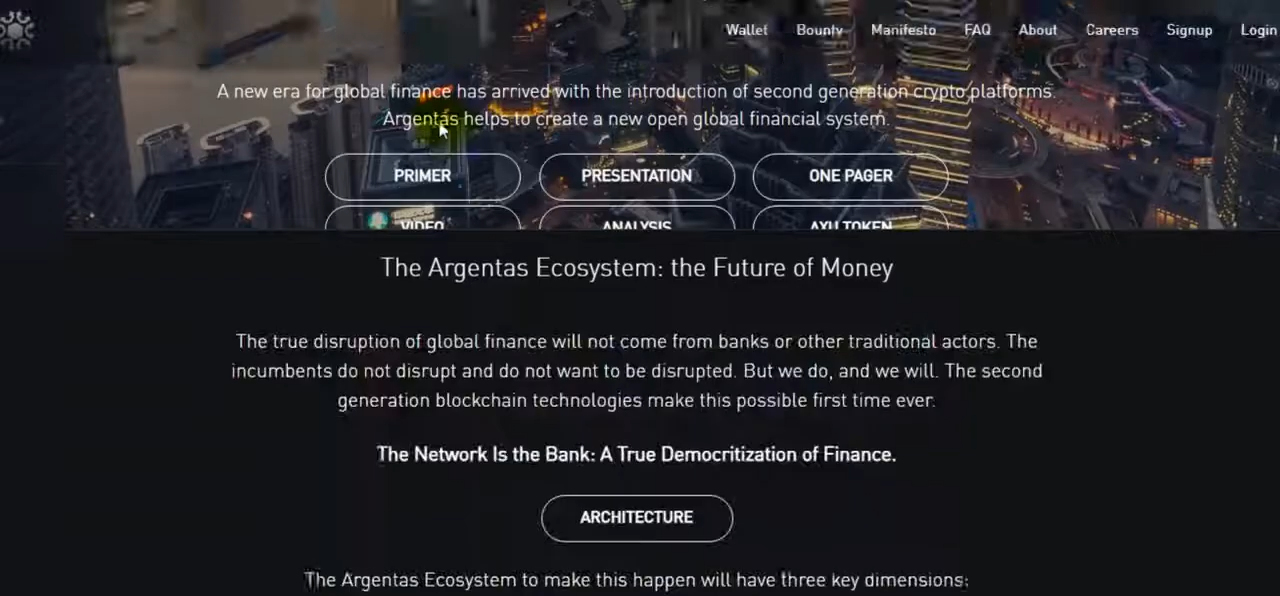 Wallet Bounty Manifesto FAQ About Careers Signup Login
A new era for global finance has arrived with the introduction of second generation crypto platforms.
Argentas helps to create a new open global financial system.
PRIMER PRESENTATION ONE PAGER
VIDEO ANALYSIS AXU TOKEN
The Argentas Ecosystem: the Future of Money
The true disruption of global finance will not come from banks or other traditional actors. The
incumbents do not disrupt and do not want to be disrupted. But we do, and we will. The second
generation blockchain technologies make this possible first time ever.
The Network Is the Bank: A True Democritization of Finance.
ARCHITECTURE
The Argentas Ecosystem to make this happen will have three key dimensions: